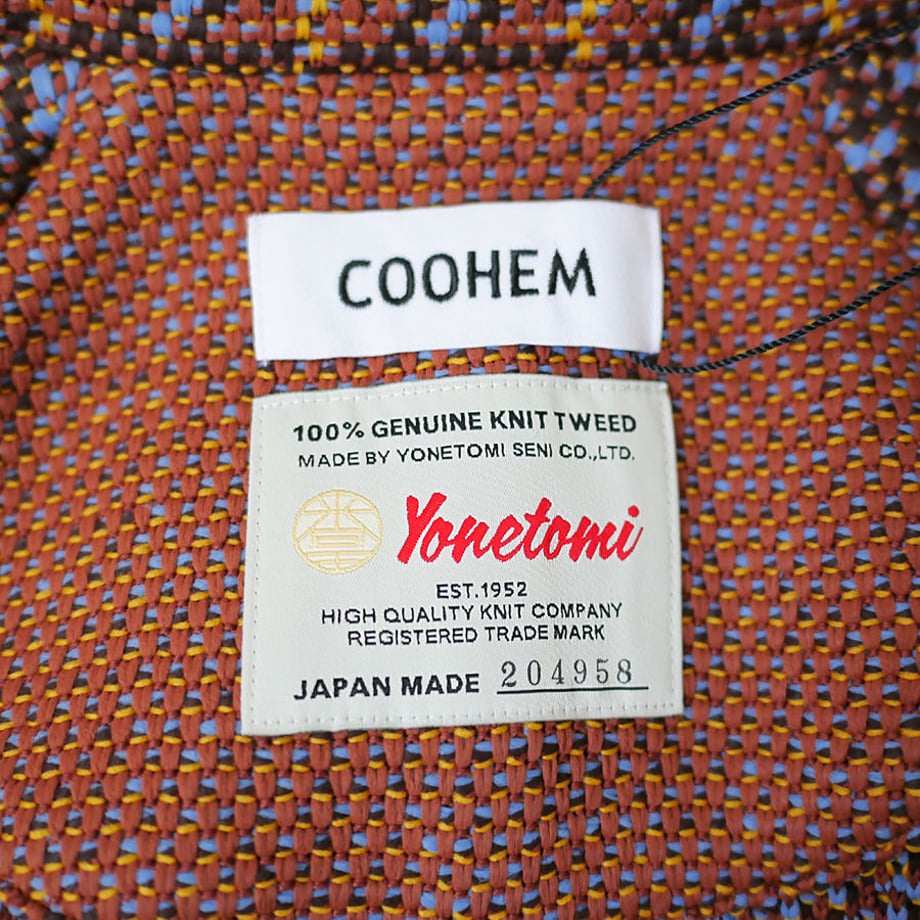 COOHEM
100% GENUINE KNIT TWEED
MADE BY YONETOMI SENI CO.,LTD.
Yonetomi
EST.1952
HIGH QUALITY KNIT COMPANY
REGISTERED TRADE MARK
JAPAN MADE 204958